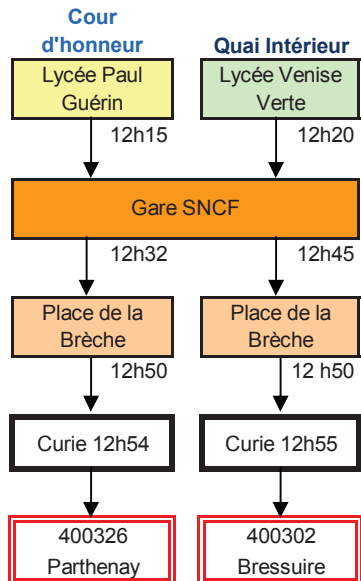 Cour
d'honneur
Quai Intérieur
Lycée Paul
Guérin
Lycée Venise
Verte
12h15
12h20
Gare SNCF
12h32
12h45
Place de la
Brèche
Place de la
Brèche
12h50
12 h50
Curie 12h54
Curie 12h55
400326
Parthenay
400302
Bressuire